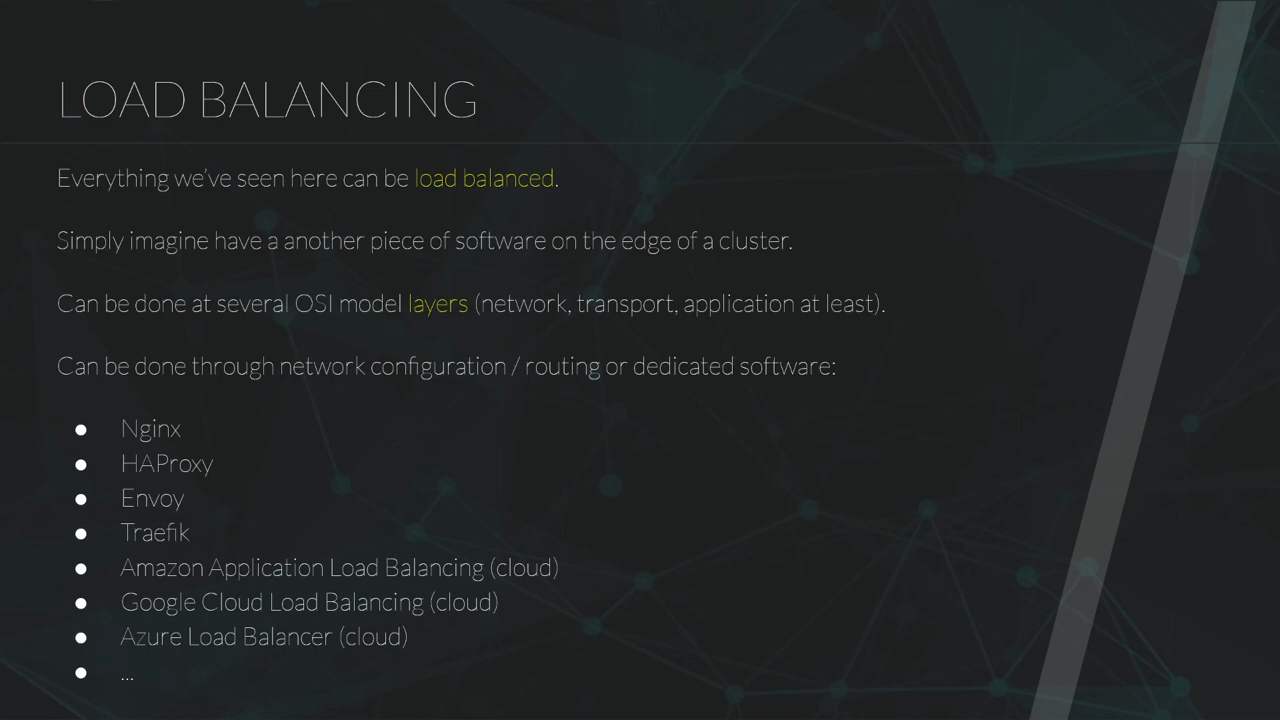 LOAD BALANCING
Everything we’ve seen here can be load balanced.
Simply imagine have a another piece of software on the edge of a cluster.
Can be done at several OSI model layers (network, transport, application at least).
Can be done through network configuration / routing or dedicated software:
● Nginx
● HAProxy
● Envoy
● Traefik
● Amazon Application Load Balancing (cloud)
● Google Cloud Load Balancing (cloud)
● Azure Load Balancer (cloud)
● ...